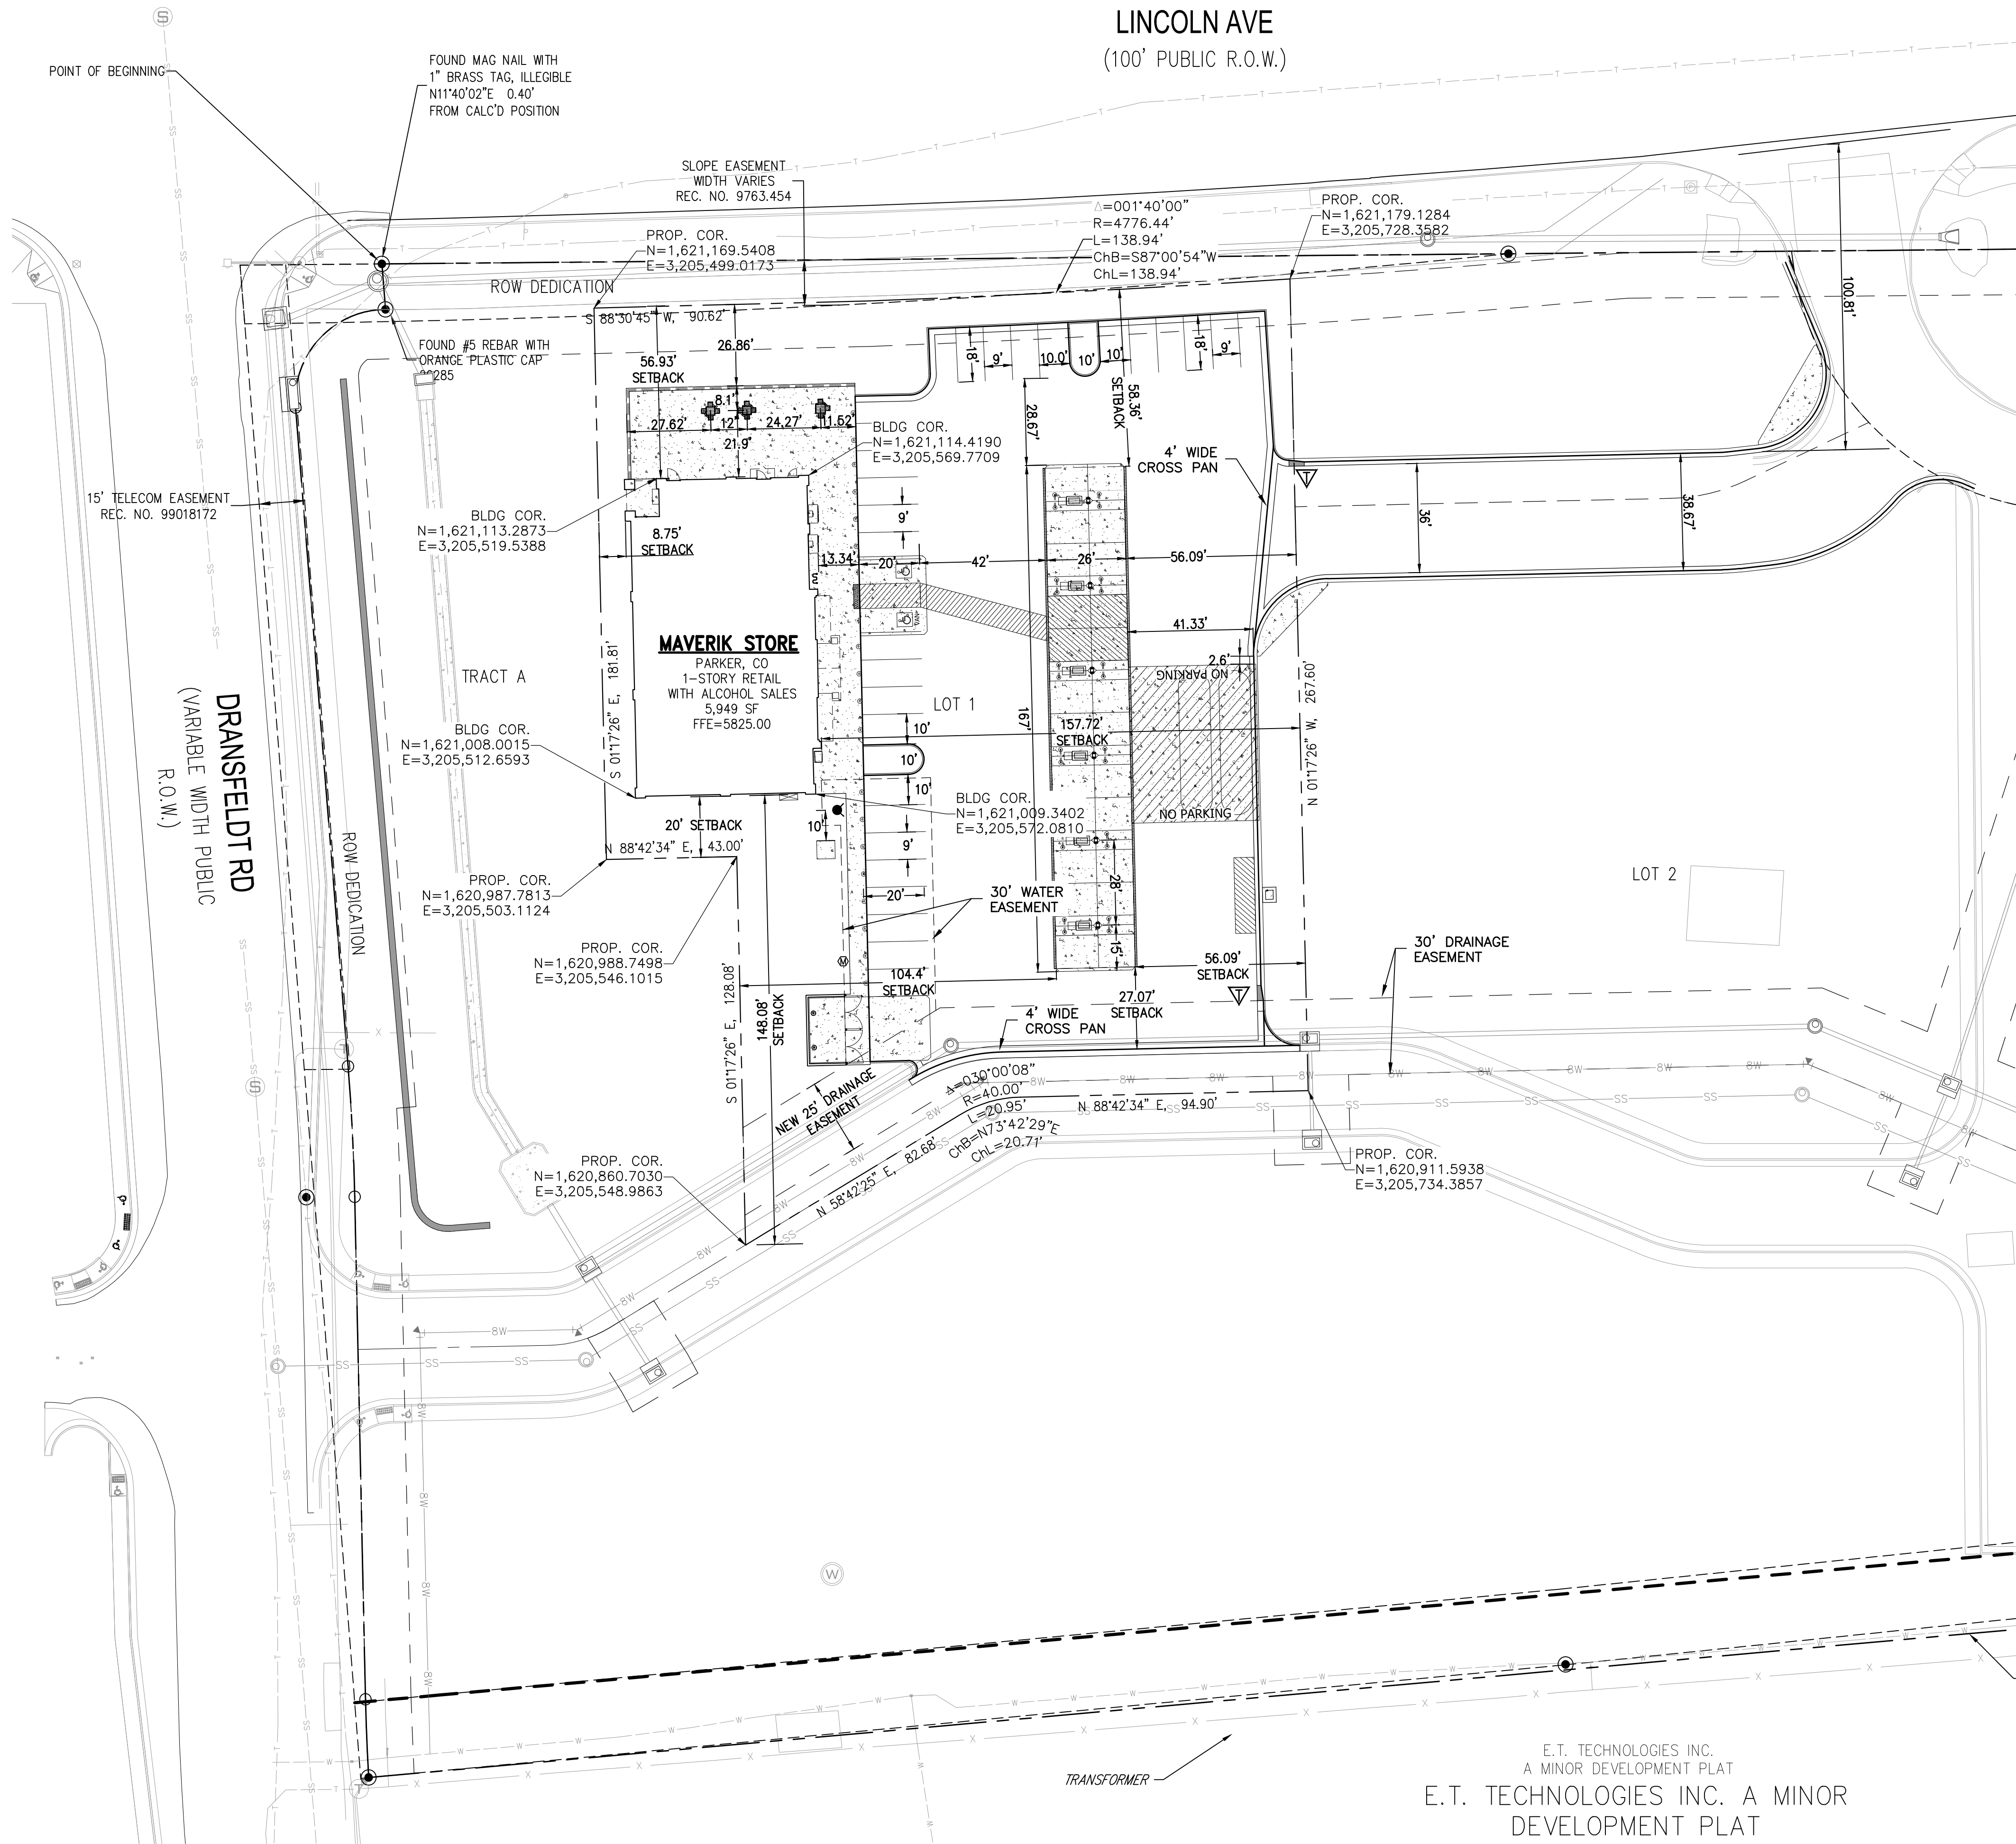 LINCOLN AVE
(100' PUBLIC R.O.W.)
POINT OF BEGINNING
FOUND MAG NAIL WITH
1" BRASS TAG, ILLEGIBLE
N11°40'02"E 0.40'
FROM CALC'D POSITION
SLOPE EASEMENT
WIDTH VARIES
REC. NO. 9763.454
PROP. COR.
N=1,621,169.5408
E=3,205,499.0173
Δ=001°40'00"
R=4776.44'
L=138.94'
ChB=S87°00'54"W
ChL=138.94'
PROP. COR.
N=1,621,179.1284
E=3,205,728.3582
100.81'
ROW DEDICATION
S 88°30'45" W, 90.62'
FOUND #5 REBAR WITH
ORANGE PLASTIC CAP
26.86'
56.93'
SETBACK
18'
9'
10.0'
10'
10'
18'
9'
58.36'
SETBACK
28.67'
8.1'
27.62'
12'
24.27'
11.52'
21.9'
BLDG COR.
N=1,621,114.4190
E=3,205,569.7709
4' WIDE
CROSS PAN
T
15' TELECOM EASEMENT
REC. NO. 99018172
BLDG COR.
N=1,621,113.2873
E=3,205,519.5388
8.75'
SETBACK
9'
36'
38.67'
13.34'
20'
42'
26'
56.09'
VAN
41.33'
2.6'
NO PARKING
MAVERIK STORE
PARKER, CO
1-STORY RETAIL
WITH ALCOHOL SALES
5,949 SF
FFE=5825.00
TRACT A
S 01°17'26" E, 181.81'
LOT 1
167'
157.72'
SETBACK
N 01°17'26" W, 267.60'
10'
10'
10'
DRANSFELDT RD
(VARIABLE WIDTH PUBLIC
R.O.W.)
BLDG COR.
N=1,621,008.0015
E=3,205,512.6593
BLDG COR.
N=1,621,009.3402
E=3,205,572.0810
NO PARKING
20' SETBACK
10'
9'
N 88°42'34" E, 43.00'
ROW DEDICATION
LOT 2
PROP. COR.
N=1,620,987.7813
E=3,205,503.1124
20'
30' WATER
EASEMENT
28'
15'
PROP. COR.
N=1,620,988.7498
E=3,205,546.1015
M
104.4'
SETBACK
56.09'
SETBACK
30' DRAINAGE
EASEMENT
T
27.07'
SETBACK
4' WIDE
CROSS PAN
S 01°17'26" E, 128.08'
148.08'
SETBACK
NEW 25' DRAINAGE
EASEMENT
Δ=030°00'08"
R=40.00'
L=20.95'
ChB=N73°42'29"E
ChL=20.71'
N 88°42'34" E, 94.90'
N 58°42'25" E, 82.68'
PROP. COR.
N=1,620,860.7030
E=3,205,548.9863
PROP. COR.
N=1,620,911.5938
E=3,205,734.3857
8W
SS
S
W
X
TRANSFORMER
E.T. TECHNOLOGIES INC.
A MINOR DEVELOPMENT PLAT
E.T. TECHNOLOGIES INC. A MINOR
DEVELOPMENT PLAT